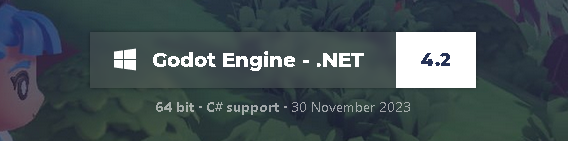 Godot Engine - .NET 4.2
64 bit · C# support · 30 November 2023